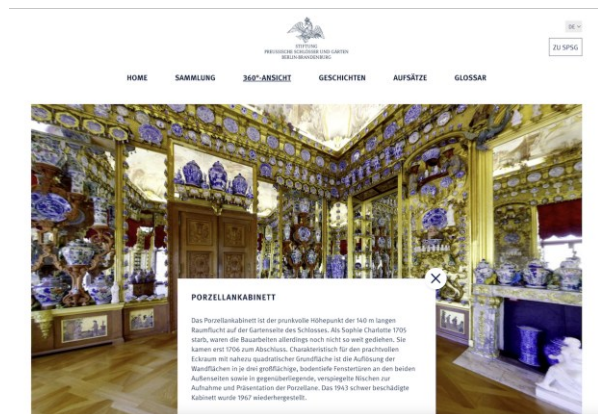 DE
STIFTUNG
PREUSSISCHE SCHLÖSSER UND GÄRTEN
BERLIN-BRANDENBURG
ZU SPSG
HOME SAMMLUNG 360°-ANSICHT GESCHICHTEN AUFSÄTZE GLOSSAR
PORZELLANKABINETT
Das Porzellankabinett ist der prunkvolle Höhepunkt der 140 m langen
Raumflucht auf der Gartenseite des Schlosses. Als Sophie Charlotte 1705
starb, waren die Bauarbeiten allerdings noch nicht so weit gediehen. Sie
kamen erst 1706 zum Abschluss. Charakteristisch für den prachtvollen
Eckraum mit nahezu quadratischer Grundfläche ist die Auflösung der
Wandflächen in je drei großflächige, bodentiefe Fenstertüren an den beiden
Außenseiten sowie in gegenüberliegende, verspiegelte Nischen zur
Aufnahme und Präsentation der Porzellane. Das 1943 schwer beschädigte
Kabinett wurde 1967 wiederhergestellt.